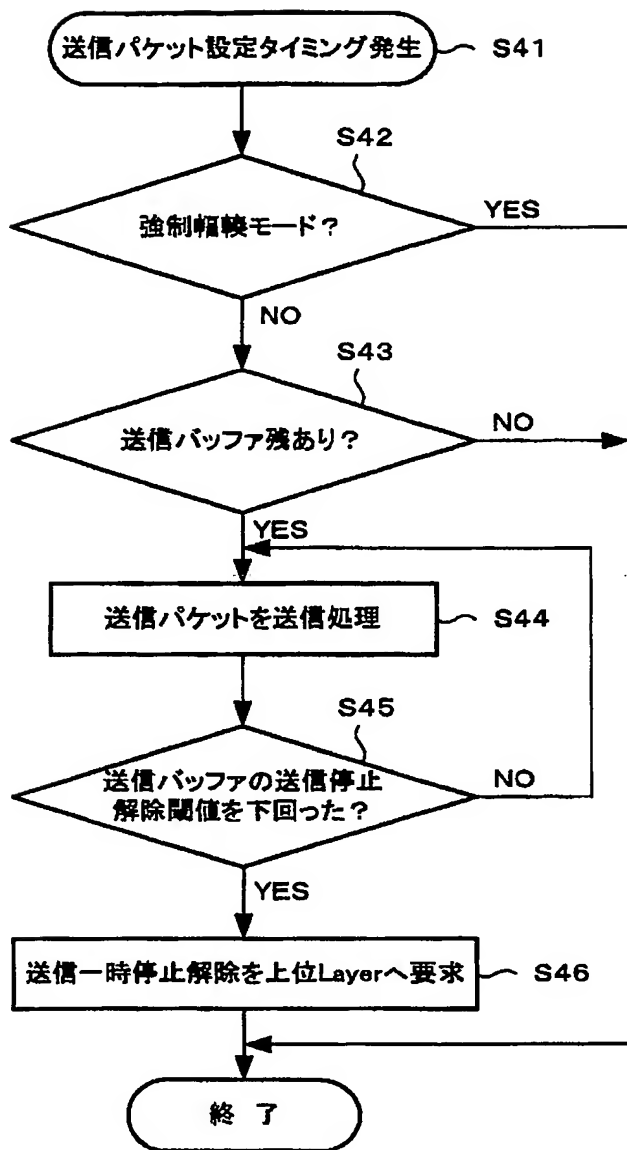 送信パケット設定タイミング発生
S41
S42
強制輻輳モード?
YES
NO
S43
送信バッファ残あり?
NO
YES
送信パケットを送信処理
S44
S45
送信バッファの送信停止
解除閾値を下回った?
NO
YES
送信一時停止解除を上位Layerへ要求
S46
終 了